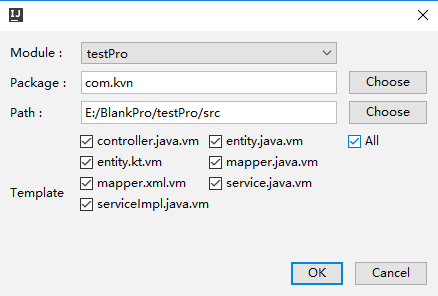 IJ
Module : testPro
Package : com.kvn Choose
Path : E:/BlankPro/testPro/src Choose
controller.java.vm entity.java.vm All
entity.kt.vm mapper.java.vm
mapper.xml.vm service.java.vm
Template
serviceImpl.java.vm
OK Cancel